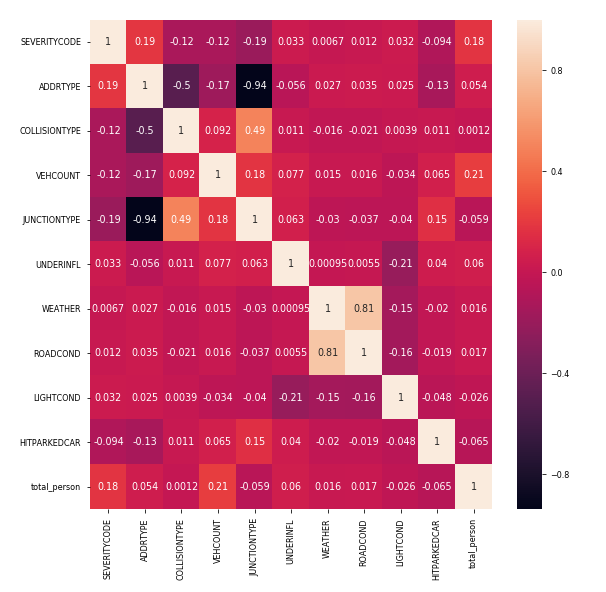 SEVERITYCODE 1 0.19 -0.12 -0.12 -0.19 0.033 0.0067 0.012 0.032 -0.094 0.18
ADDRTYPE 0.19 1 -0.5 -0.17 -0.94 -0.056 0.027 0.035 0.025 -0.13 0.054
COLLISIONTYPE -0.12 -0.5 1 0.092 0.49 0.011 -0.016 -0.021 0.0039 0.011 0.0012
VEHCOUNT -0.12 -0.17 0.092 1 0.18 0.077 0.015 0.016 -0.034 0.065 0.21
JUNCTIONTYPE -0.19 -0.94 0.49 0.18 1 0.063 -0.03 -0.037 -0.04 0.15 -0.059
UNDERINFL 0.033 -0.056 0.011 0.077 0.063 1 0.00095 0.0055 -0.21 0.04 0.06
WEATHER 0.0067 0.027 -0.016 0.015 -0.03 0.00095 1 0.81 -0.15 -0.02 0.016
ROADCOND 0.012 0.035 -0.021 0.016 -0.037 0.0055 0.81 1 -0.16 -0.019 0.017
LIGHTCOND 0.032 0.025 0.0039 -0.034 -0.04 -0.21 -0.15 -0.16 1 -0.048 -0.026
HITPARKEDCAR -0.094 -0.13 0.011 0.065 0.15 0.04 -0.02 -0.019 -0.048 1 -0.065
total_person 0.18 0.054 0.0012 0.21 -0.059 0.06 0.016 0.017 -0.026 -0.065 1
SEVERITYCODE ADDRTYPE COLLISIONTYPE VEHCOUNT JUNCTIONTYPE UNDERINFL WEATHER ROADCOND LIGHTCOND HITPARKEDCAR total_person
0.8
0.4
0.0
−0.4
−0.8